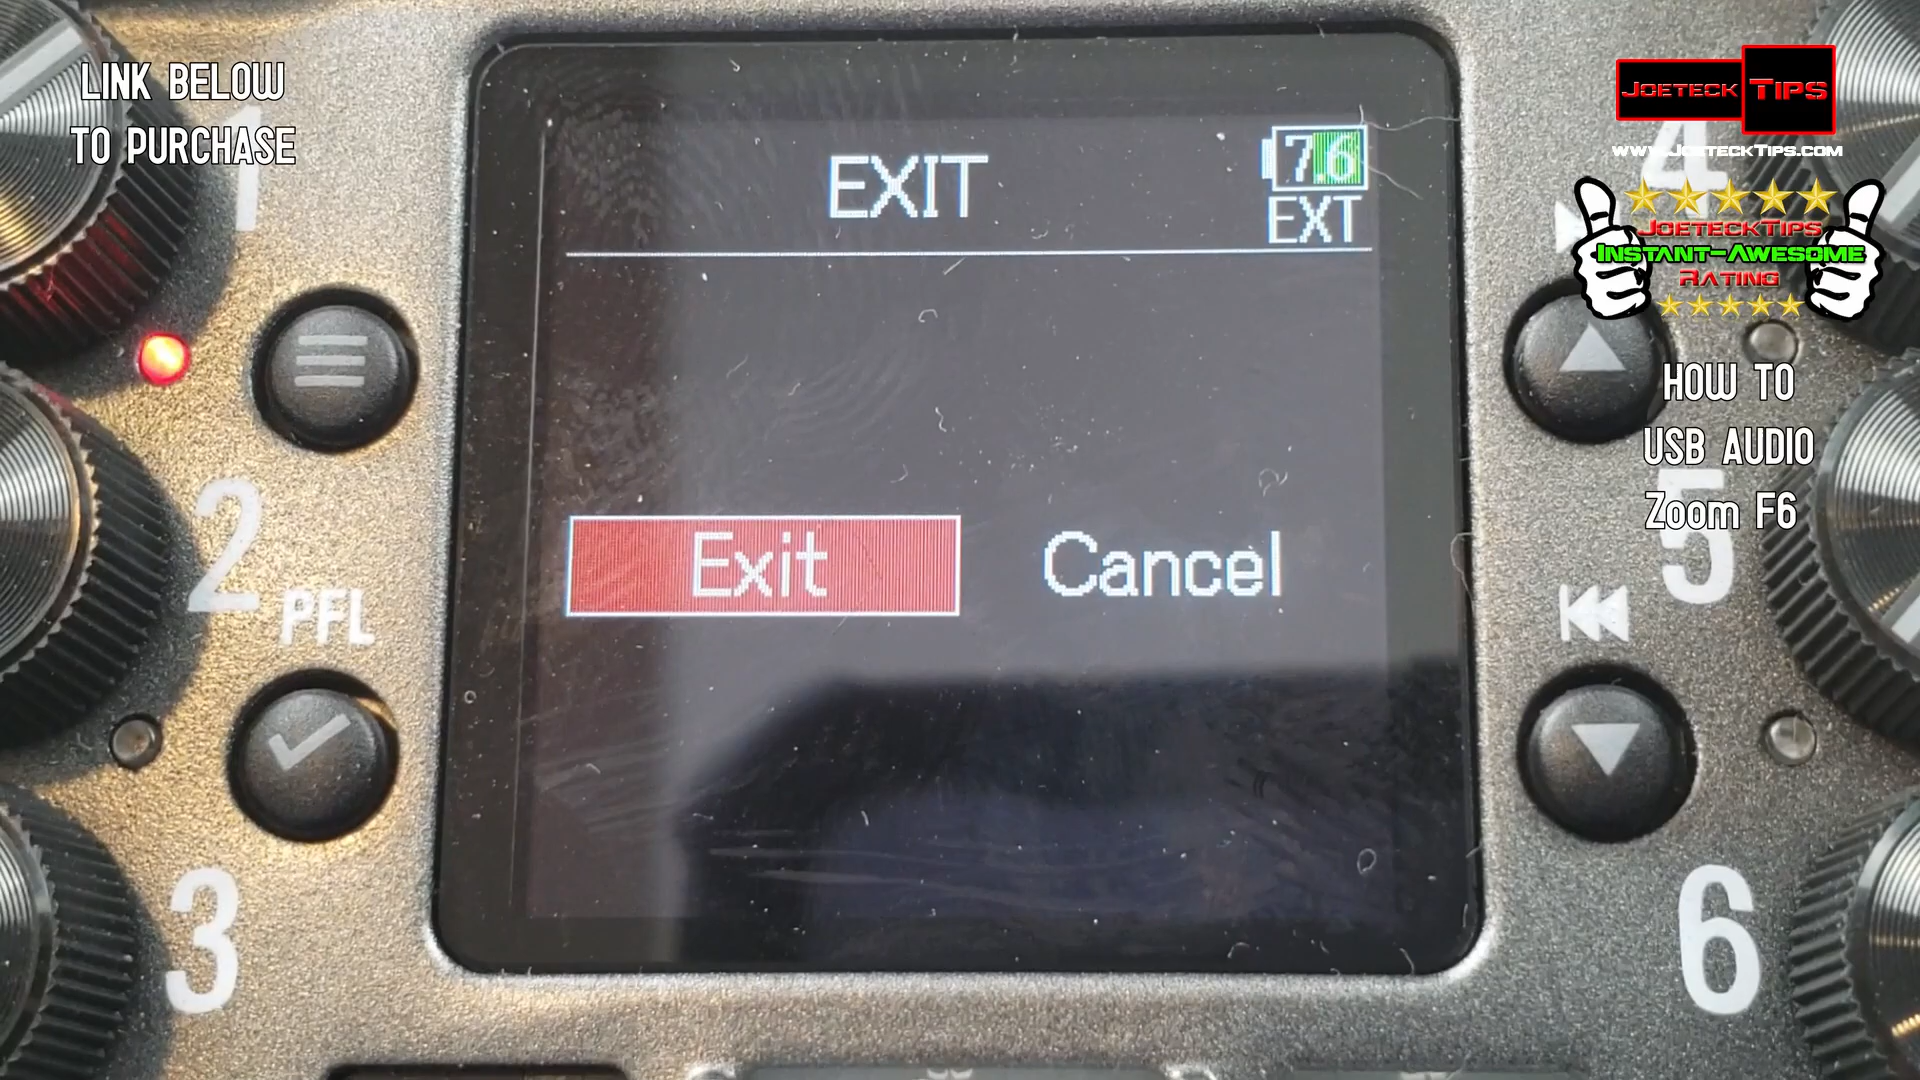 LINK BELOW
TO PURCHASE
1
2
PFL
3
EXIT
7.6
EXT
Exit
Cancel
JOETECK TIPS
WWW.JOETECKTIPS.COM
4
JOETECKTIPS
INSTANT-AWESOME
RATING
HOW TO
USB AUDIO
Zoom F6
5
6